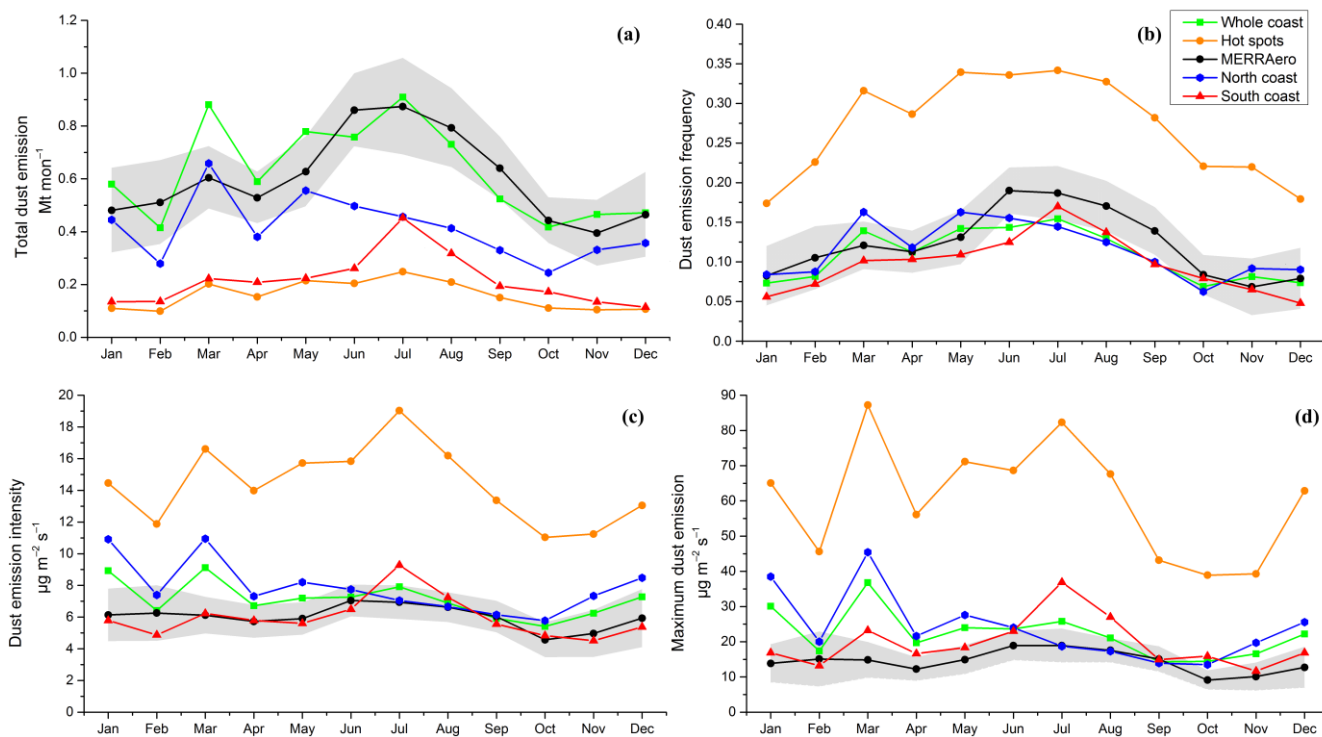 (a)
Total dust emission
Mt mon⁻¹
1.2
1.0
0.8
0.6
0.4
0.2
0.0
Jan Feb Mar Apr May Jun Jul Aug Sep Oct Nov Dec
(b)
Whole coast
Hot spots
MERRAero
North coast
South coast
Dust emission frequency
0.40
0.35
0.30
0.25
0.20
0.15
0.10
0.05
0.00
Jan Feb Mar Apr May Jun Jul Aug Sep Oct Nov Dec
(c)
Dust emission intensity
μg m⁻² s⁻¹
20
18
16
14
12
10
8
6
4
2
0
Jan Feb Mar Apr May Jun Jul Aug Sep Oct Nov Dec
(d)
Maximum dust emission
μg m⁻² s⁻¹
90
80
70
60
50
40
30
20
10
0
Jan Feb Mar Apr May Jun Jul Aug Sep Oct Nov Dec